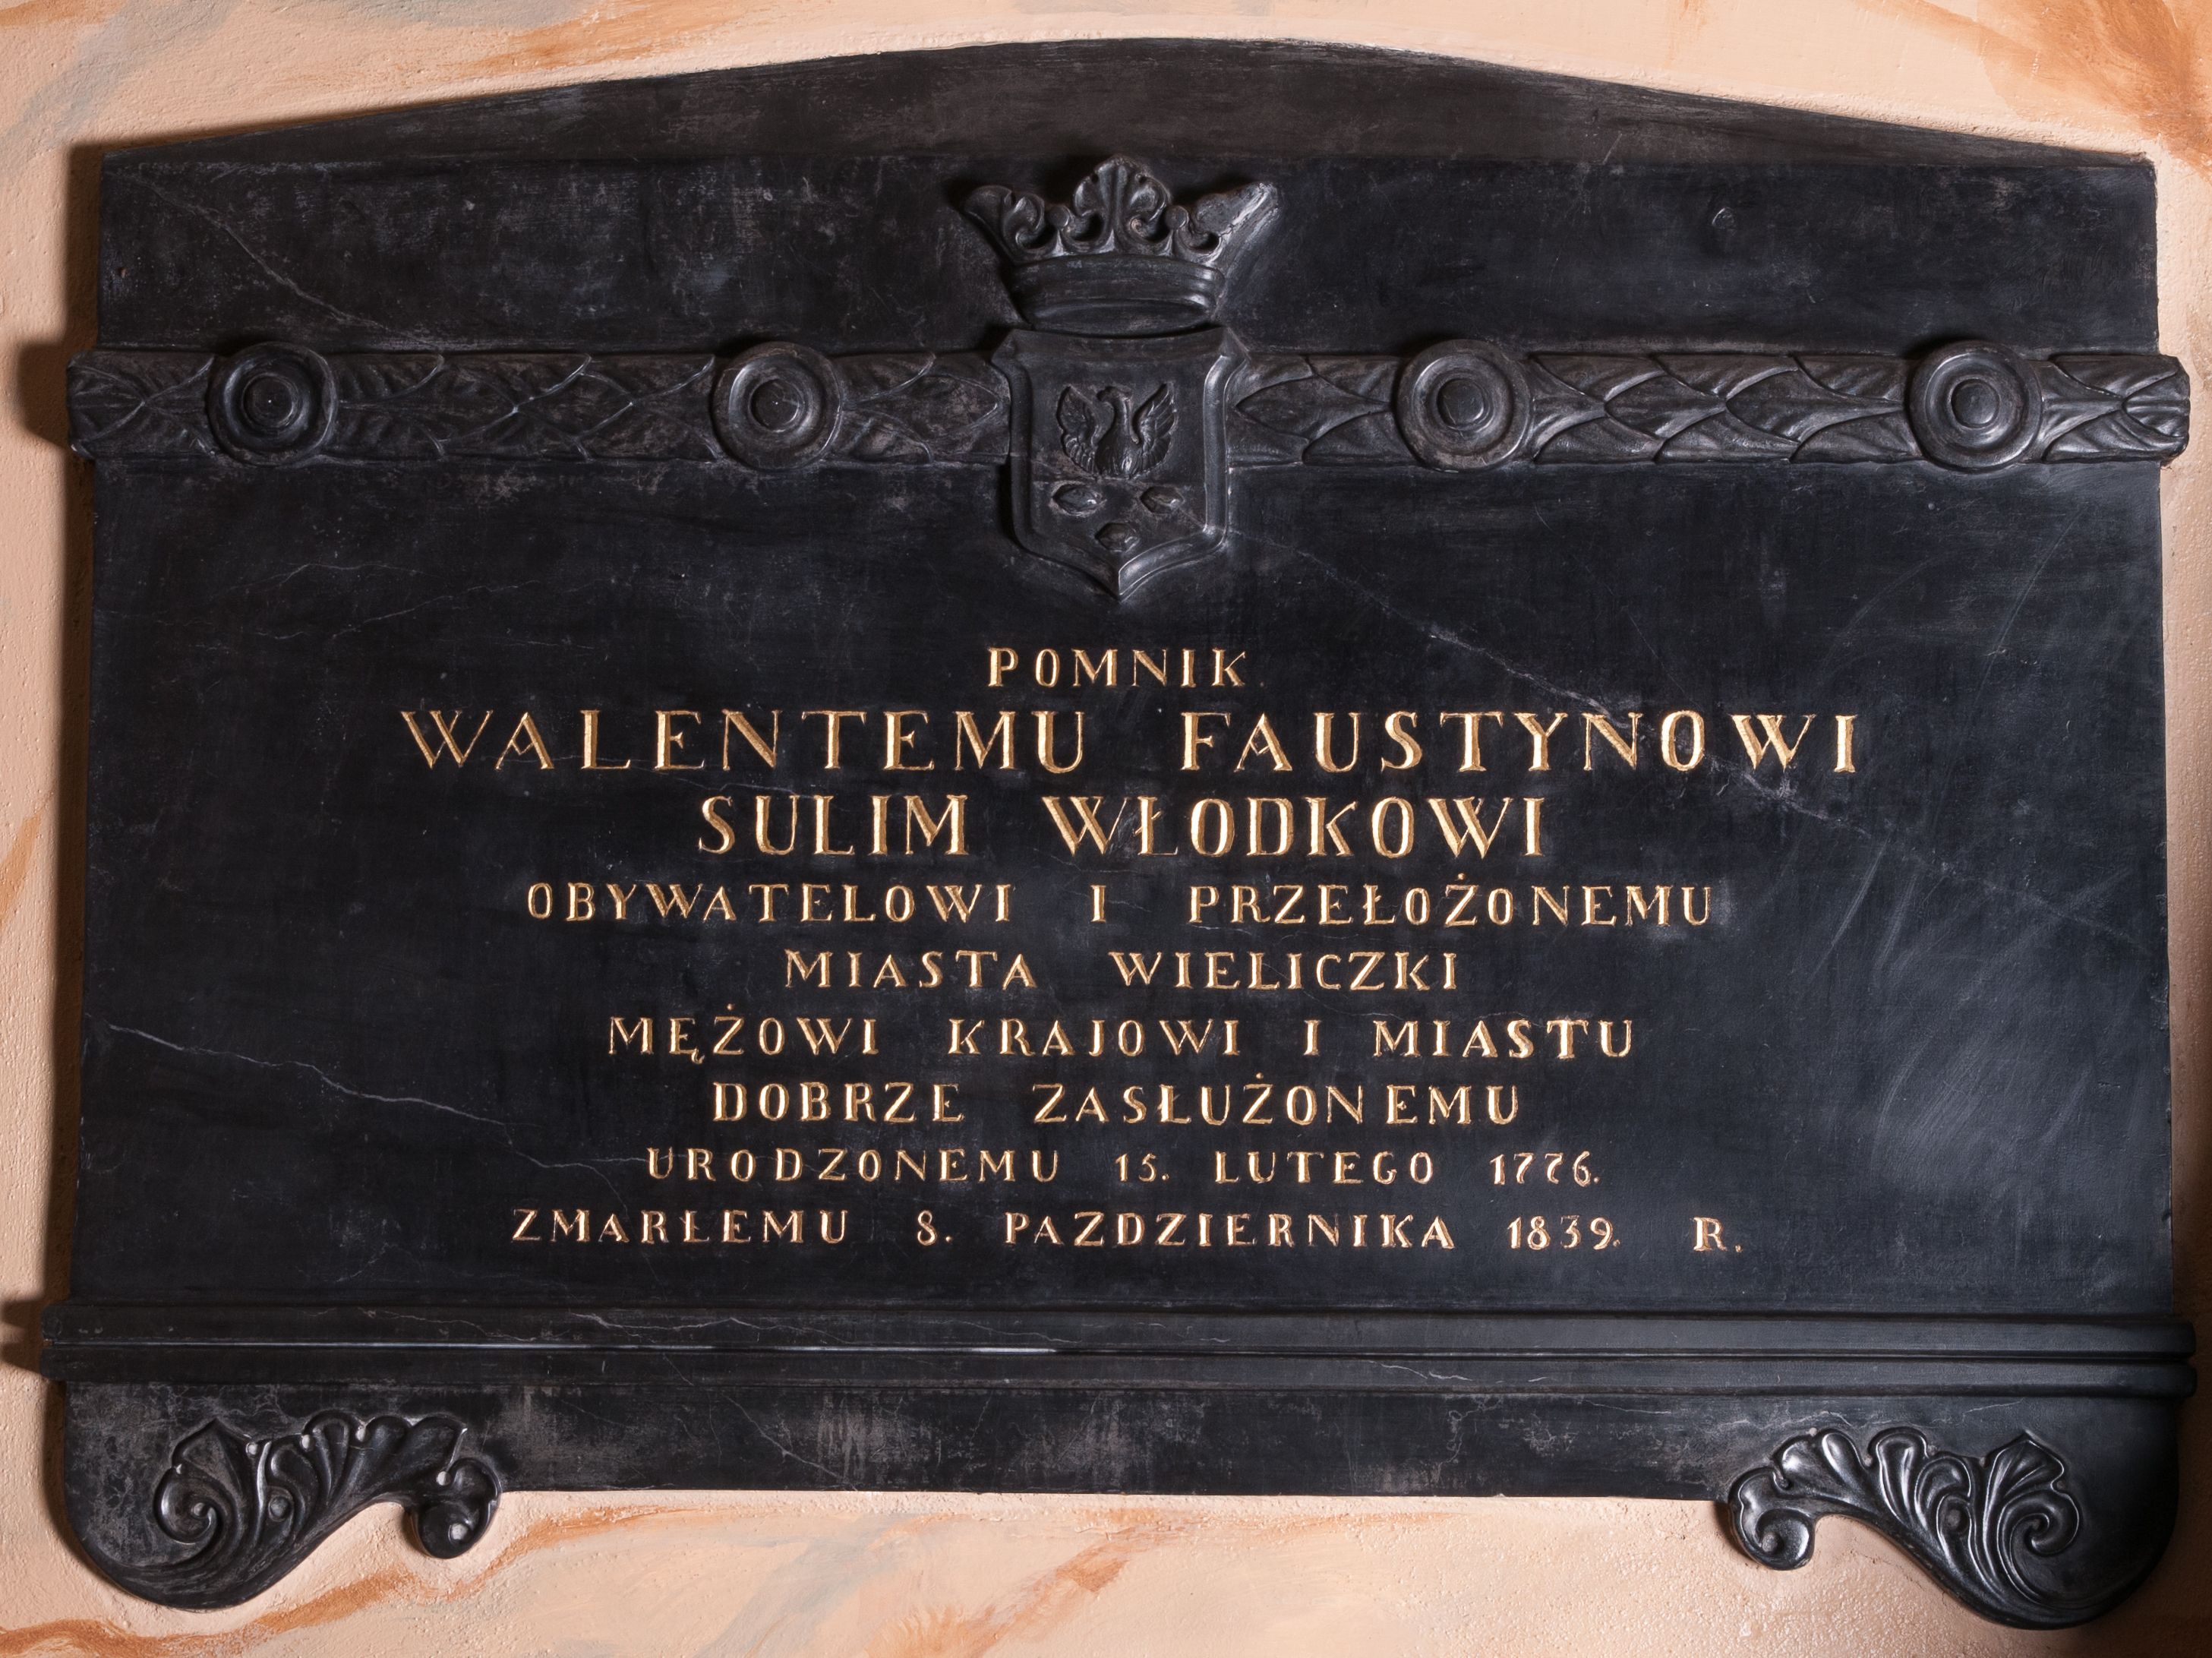 POMNIK
WALENTEMU FAUSTYNOWI
SULIM WŁODKOWI
OBYWATELOWI I PRZEŁOŻONEMU
MIASTA WIELICZKI
MĘŻOWI KRAJOWI I MIASTU
DOBRZE ZASŁUŻONEMU
URODZONEMU 15. LUTEGO 1776.
ZMARŁEMU 8. PAZDZIERNIKA 1839. R.